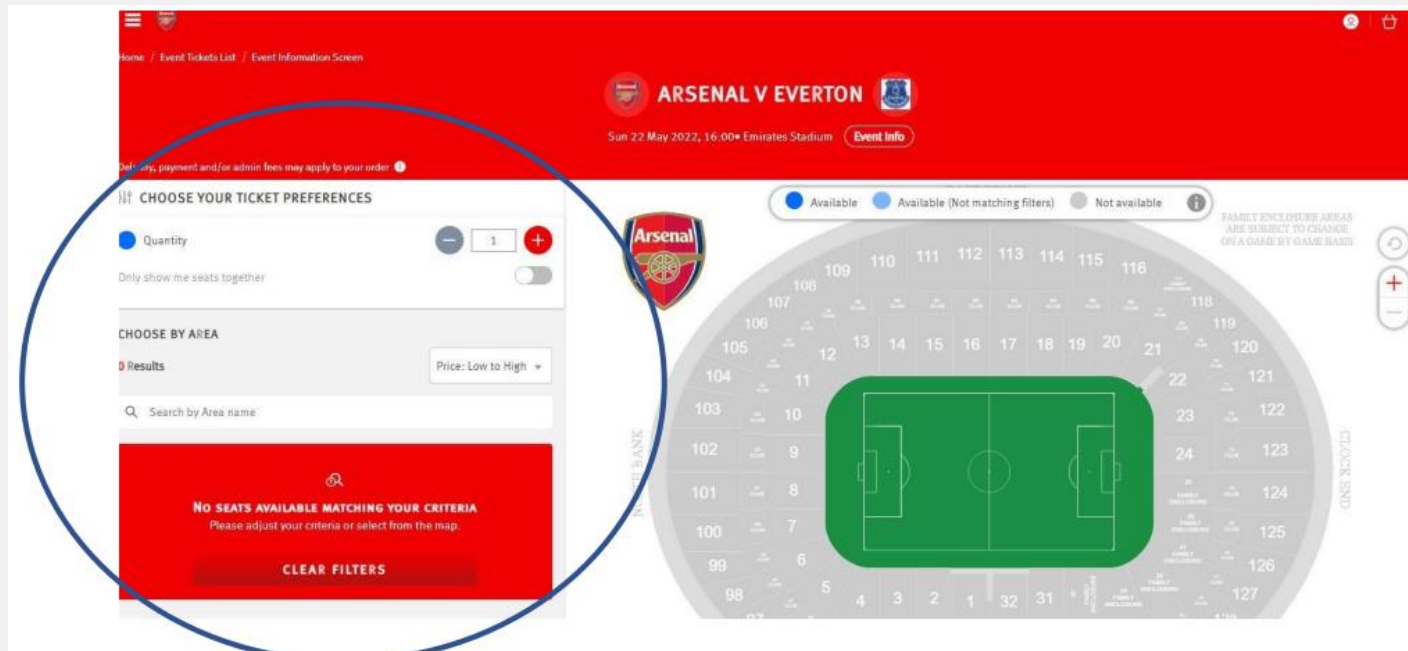 Home / Event Tickets List / Event Information Screen
ARSENAL V EVERTON
Sun 22 May 2022, 16:00• Emirates Stadium Event Info
Delivery, payment and/or admin fees may apply to your order
CHOOSE YOUR TICKET PREFERENCES
Quantity 1
Only show me seats together
CHOOSE BY AREA
0 Results Price: Low to High
Search by Area name
NO SEATS AVAILABLE MATCHING YOUR CRITERIA
Please adjust your criteria or select from the map.
CLEAR FILTERS
Available Available (Not matching filters) Not available
FAMILY ENCLOSURE AREAS
ARE SUBJECT TO CHANGE
ON A GAME BY GAME BASIS
Arsenal
109 110 111 112 113 114 115 116
108
107 118
106 119
105 12 13 14 15 16 17 18 19 20 21 120
104 11 22 121
103 10 23 122
102 9 24 123
101 8 124
100 7 125
99 6 126
98 5 4 3 2 1 32 31 127
CLOCK END